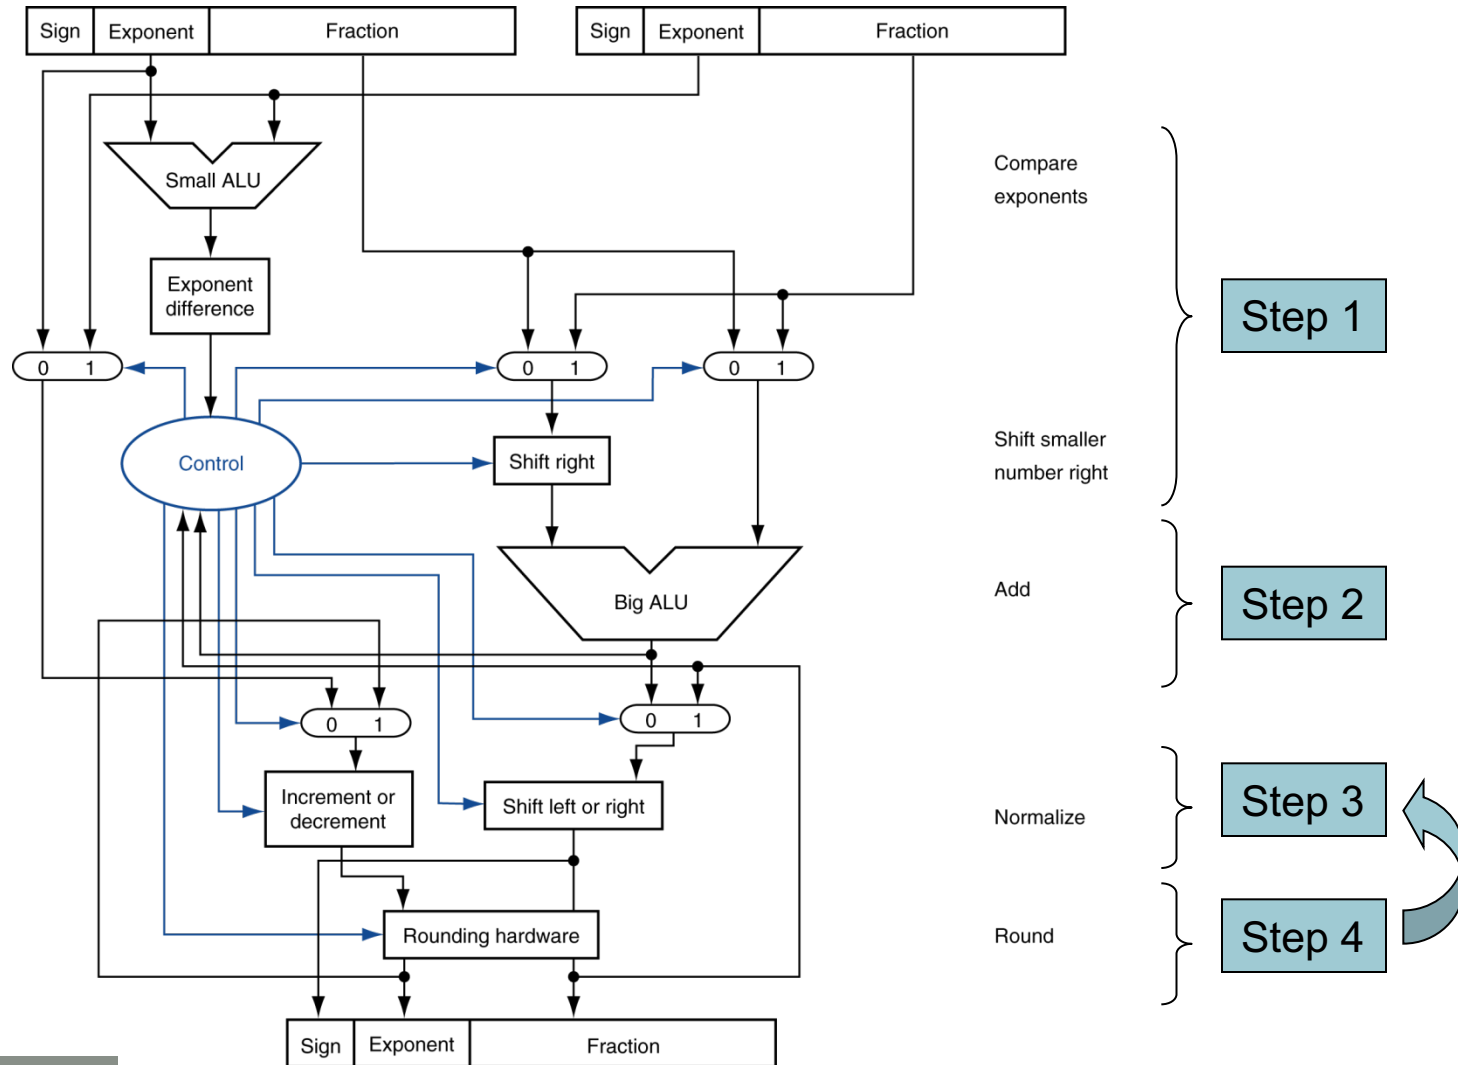 Sign Exponent Fraction
Sign Exponent Fraction
Small ALU
Compare
exponents
Exponent
difference
Step 1
0 1
0 1
0 1
Control
Shift right
Shift smaller
number right
Big ALU
Add
Step 2
0 1
0 1
Increment or
decrement
Shift left or right
Normalize
Step 3
Rounding hardware
Round
Step 4
Sign Exponent Fraction